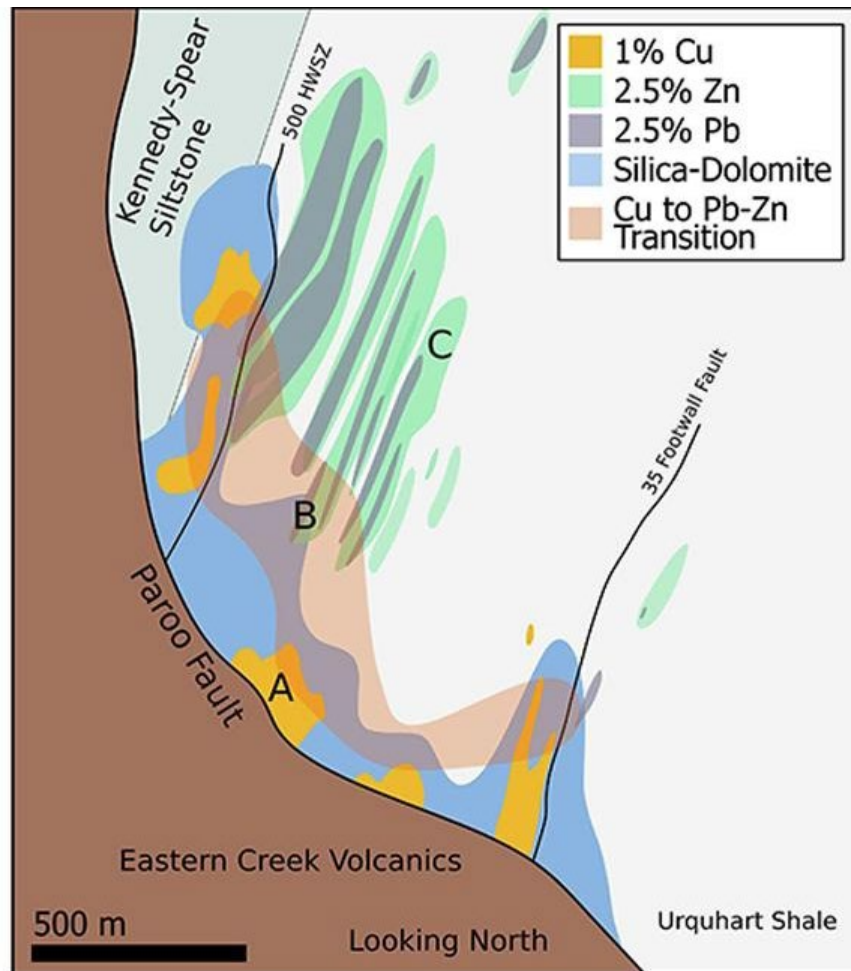 Kennedy-Spear
Siltstone
500 HWSZ
1% Cu
2.5% Zn
2.5% Pb
Silica-Dolomite
Cu to Pb-Zn
Transition
C
35 Footwall Fault
B
Paroo Fault
A
Eastern Creek Volcanics
500 m
Looking North
Urquhart Shale